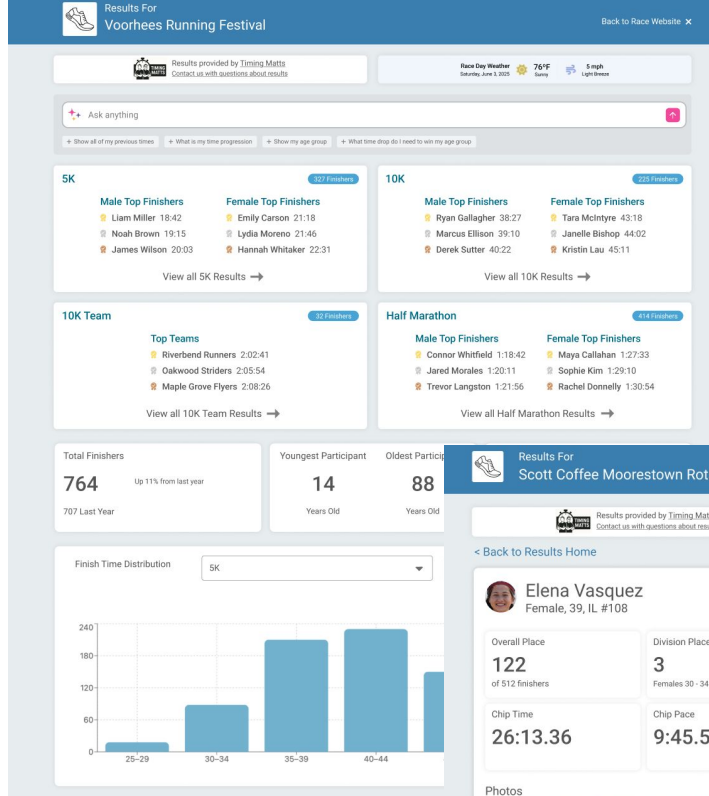 Results For
Voorhees Running Festival
Back to Race Website ×
TIMING MATTS
Results provided by Timing Matts
Contact us with questions about results
Race Day Weather
Saturday, June 3, 2025
76°F
Sunny
5 mph
Light Breeze
Ask anything
+ Show all of my previous times + What is my time progression + Show my age group + What time drop do I need to win my age group
5K 327 Finishers
Male Top Finishers Female Top Finishers
Liam Miller 18:42 Emily Carson 21:18
Noah Brown 19:15 Lydia Moreno 21:46
James Wilson 20:03 Hannah Whitaker 22:31
View all 5K Results →
10K 225 Finishers
Male Top Finishers Female Top Finishers
Ryan Gallagher 38:27 Tara McIntyre 43:18
Marcus Ellison 39:10 Janelle Bishop 44:02
Derek Sutter 40:22 Kristin Lau 45:11
View all 10K Results →
10K Team 32 Finishers
Top Teams
Riverbend Runners 2:02:41
Oakwood Striders 2:05:54
Maple Grove Flyers 2:08:26
View all 10K Team Results →
Half Marathon 414 Finishers
Male Top Finishers Female Top Finishers
Connor Whitfield 1:18:42 Maya Callahan 1:27:33
Jared Morales 1:20:11 Sophie Kim 1:29:10
Trevor Langston 1:21:56 Rachel Donnelly 1:30:54
View all Half Marathon Results →
Total Finishers
764 Up 11% from last year
707 Last Year
Youngest Participant
14
Years Old
Oldest Particip
88
Years Old
Finish Time Distribution 5K
240
180
120
60
0
25–29 30–34 35–39 40–44
Results For
Scott Coffee Moorestown Rot
TIMING MATTS
Results provided by Timing Mat
Contact us with questions about resu
< Back to Results Home
Elena Vasquez
Female, 39, IL #108
Overall Place
122
of 512 finishers
Division Place
3
Females 30 - 34
Chip Time
26:13.36
Chip Pace
9:45.5
Photos